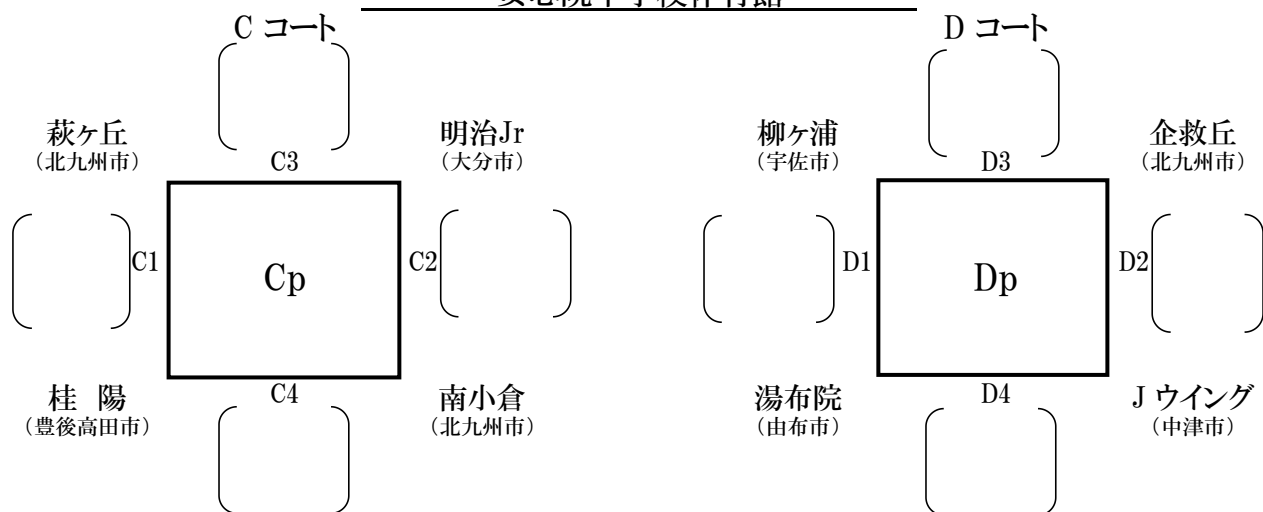 C コート
D コート
萩ヶ丘
（北九州市）
C3
明治Jr
（大分市）
柳ヶ浦
（宇佐市）
D3
企救丘
（北九州市）
C1
Cp
C2
D1
Dp
D2
桂 陽
（豊後高田市）
C4
南小倉
（北九州市）
湯布院
（由布市）
D4
J ウイング
（中津市）